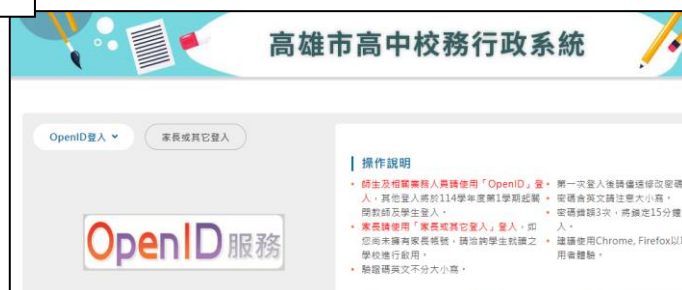 高雄市高中校務行政系統
OpenID登入
家長或其它登入
OpenID服務
操作說明
師生及相關業務人員請使用「OpenID」登
入，其他登入將於114學年度第1學期起關
閉教師及學生登入。
家長請使用「家長或其它登入」登入，如
您尚未擁有家長帳號，請洽詢學生就讀之
學校進行啟用。
驗證碼英文不分大小寫。
第一次登入後請儘速修改密碼
密碼含英文請注意大小寫。
密碼錯誤3次，將鎖定15分鐘
人。
建議使用Chrome, Firefox以
用者體驗。